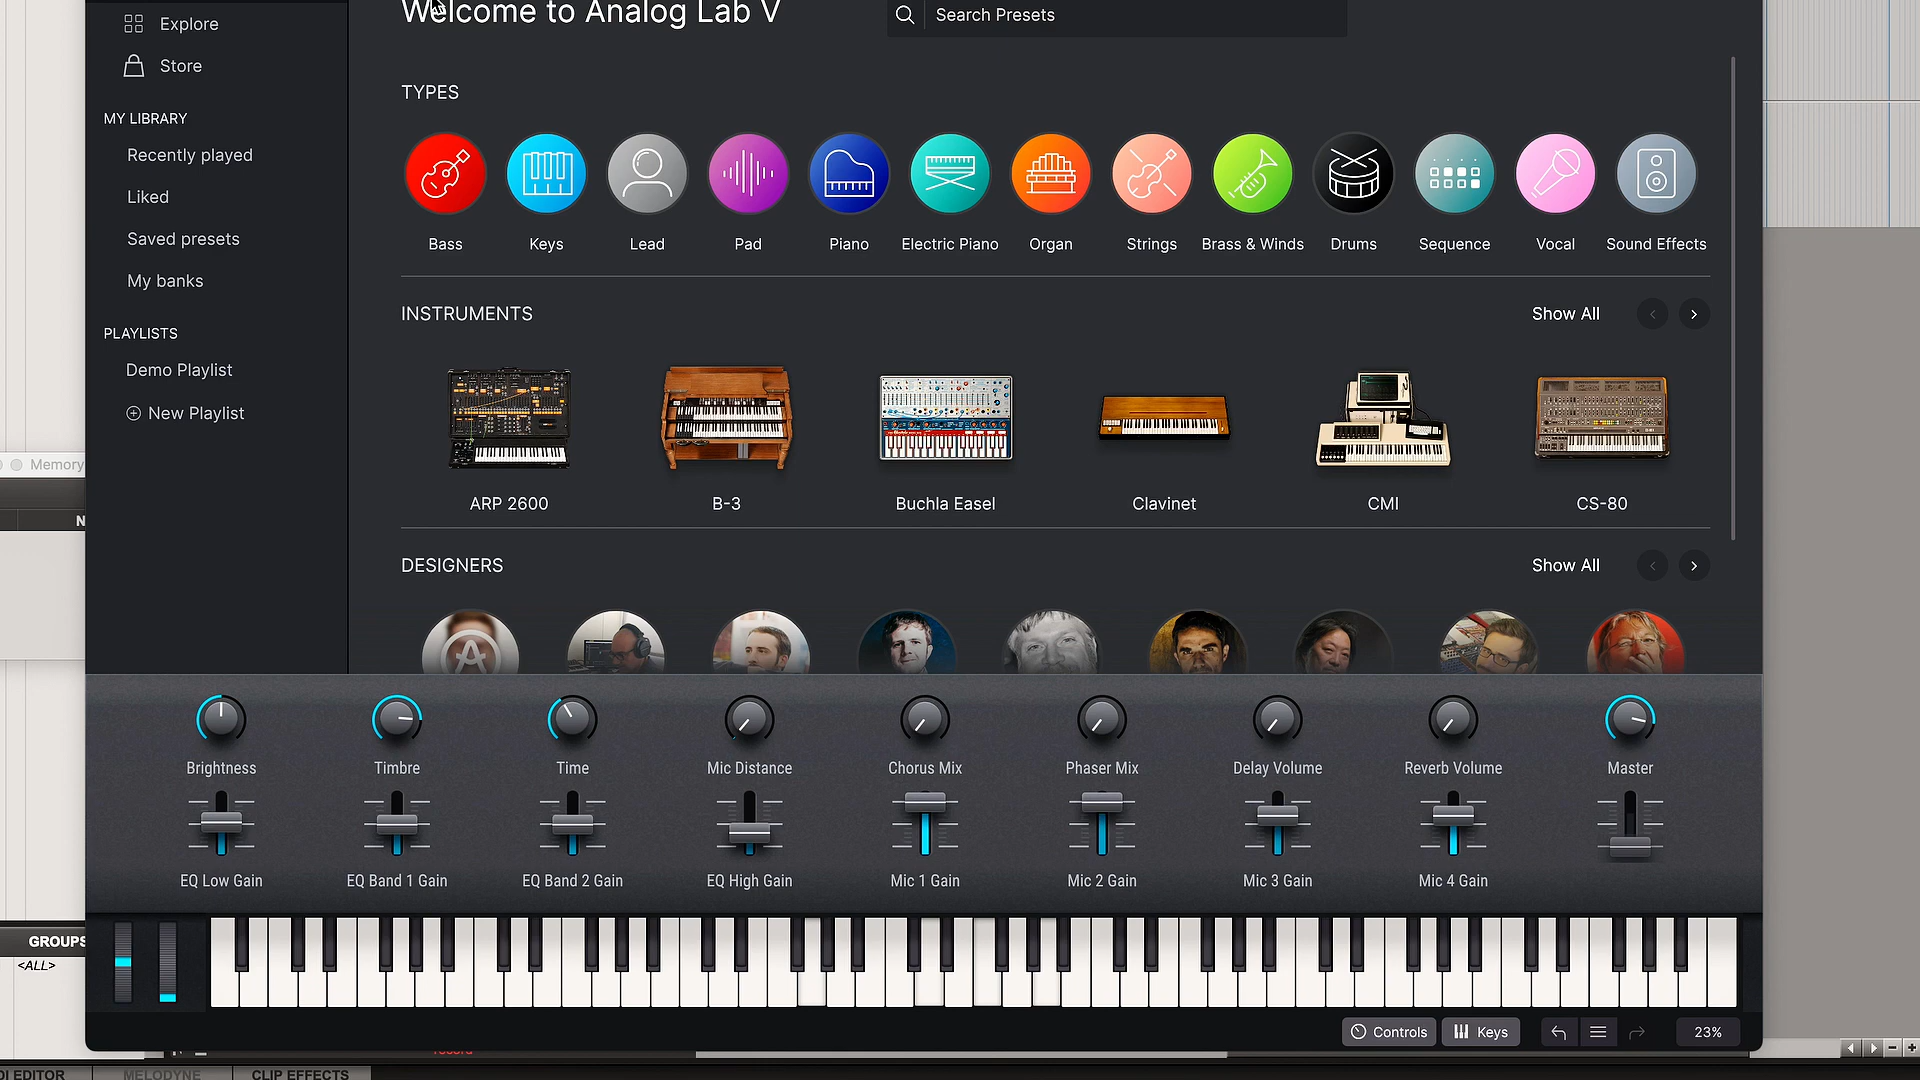 Welcome to Analog Lab V
Search Presets
Explore
Store
MY LIBRARY
Recently played
Liked
Saved presets
My banks
PLAYLISTS
Demo Playlist
New Playlist
TYPES
Bass
Keys
Lead
Pad
Piano
Electric Piano
Organ
Strings
Brass & Winds
Drums
Sequence
Vocal
Sound Effects
INSTRUMENTS
Show All
ARP 2600
B-3
Buchla Easel
Clavinet
CMI
CS-80
DESIGNERS
Show All
Memory
N
Brightness
Timbre
Time
Mic Distance
Chorus Mix
Phaser Mix
Delay Volume
Reverb Volume
Master
EQ Low Gain
EQ Band 1 Gain
EQ Band 2 Gain
EQ High Gain
Mic 1 Gain
Mic 2 Gain
Mic 3 Gain
Mic 4 Gain
GROUPS
<ALL>
Controls
Keys
23%
DI EDITOR
MELODYNE
CLIP EFFECTS